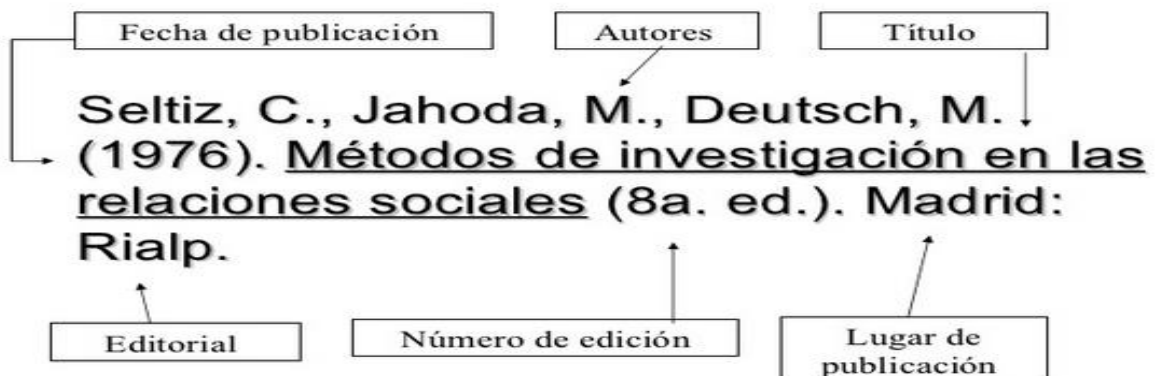 Fecha de publicación Autores Título
Seltiz, C., Jahoda, M., Deutsch, M.
(1976). Métodos de investigación en las
relaciones sociales (8a. ed.). Madrid:
Rialp.
Editorial Número de edición Lugar de
publicación